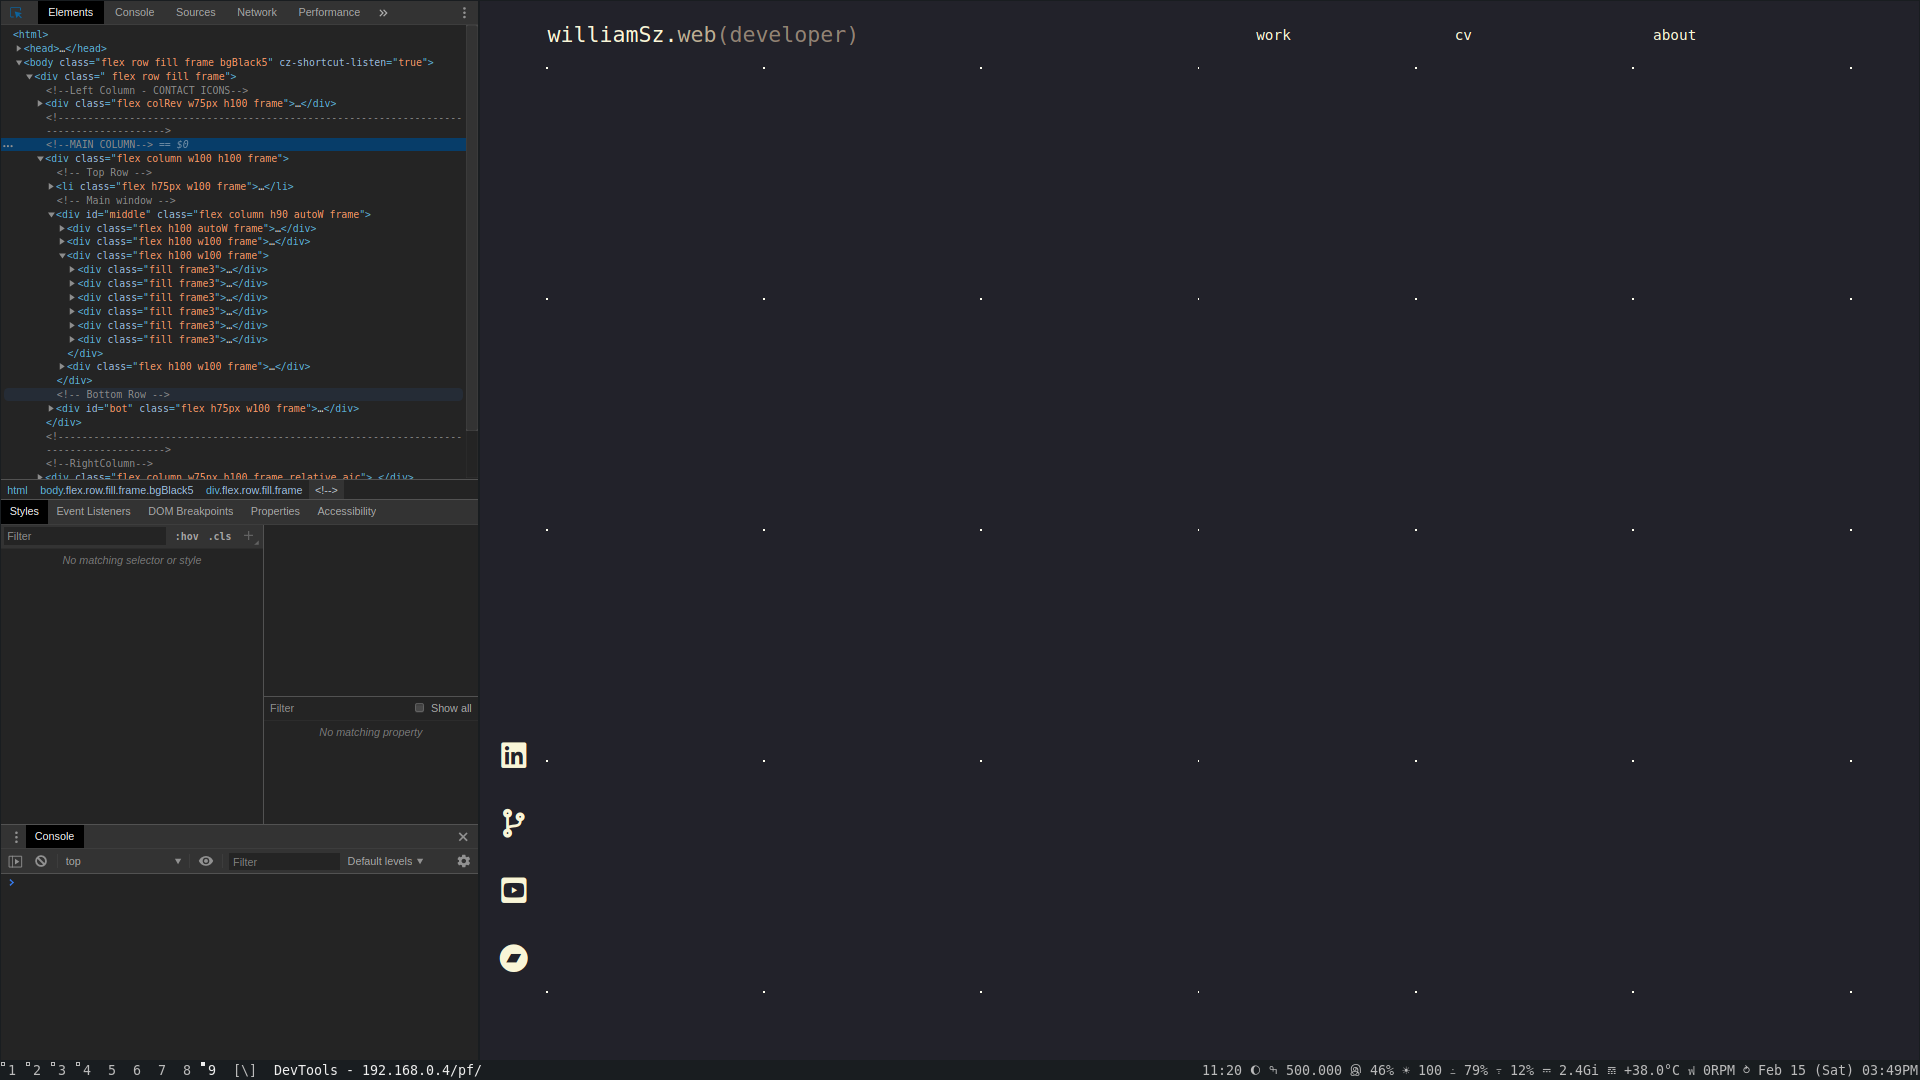 Elements Console Sources Network Performance »
<html>
<head>…</head>
<body class="flex row fill frame bgBlack5" cz-shortcut-listen="true">
<div class=" flex row fill frame">
<!--Left Column - CONTACT ICONS-->
<div class="flex colRev w75px h100 frame">…</div>
<!--------------------------------------------------------------------
--------------------->
<!--MAIN COLUMN--> == $0
<div class="flex column w100 h100 frame">
<!-- Top Row -->
<li class="flex h75px w100 frame">…</li>
<!-- Main window -->
<div id="middle" class="flex column h90 autoW frame">
<div class="flex h100 autoW frame">…</div>
<div class="flex h100 w100 frame">…</div>
<div class="flex h100 w100 frame">
<div class="fill frame3">…</div>
<div class="fill frame3">…</div>
<div class="fill frame3">…</div>
<div class="fill frame3">…</div>
<div class="fill frame3">…</div>
<div class="fill frame3">…</div>
</div>
<div class="flex h100 w100 frame">…</div>
</div>
<!-- Bottom Row -->
<div id="bot" class="flex h75px w100 frame">…</div>
</div>
<!--------------------------------------------------------------------
--------------------->
<!--RightColumn-->
<div class="flex column w75px h100 frame relative aic">…</div>
html body.flex.row.fill.frame.bgBlack5 div.flex.row.fill.frame <!-->
Styles Event Listeners DOM Breakpoints Properties Accessibility
Filter :hov .cls +
No matching selector or style
Filter Show all
No matching property
Console
top Filter Default levels
williamSz.web(developer) work cv about
1 2 3 4 5 6 7 8 9 [\] DevTools - 192.168.0.4/pf/ 11:20 500.000 46% 100 79% 12% 2.4Gi +38.0°C 0RPM Feb 15 (Sat) 03:49PM